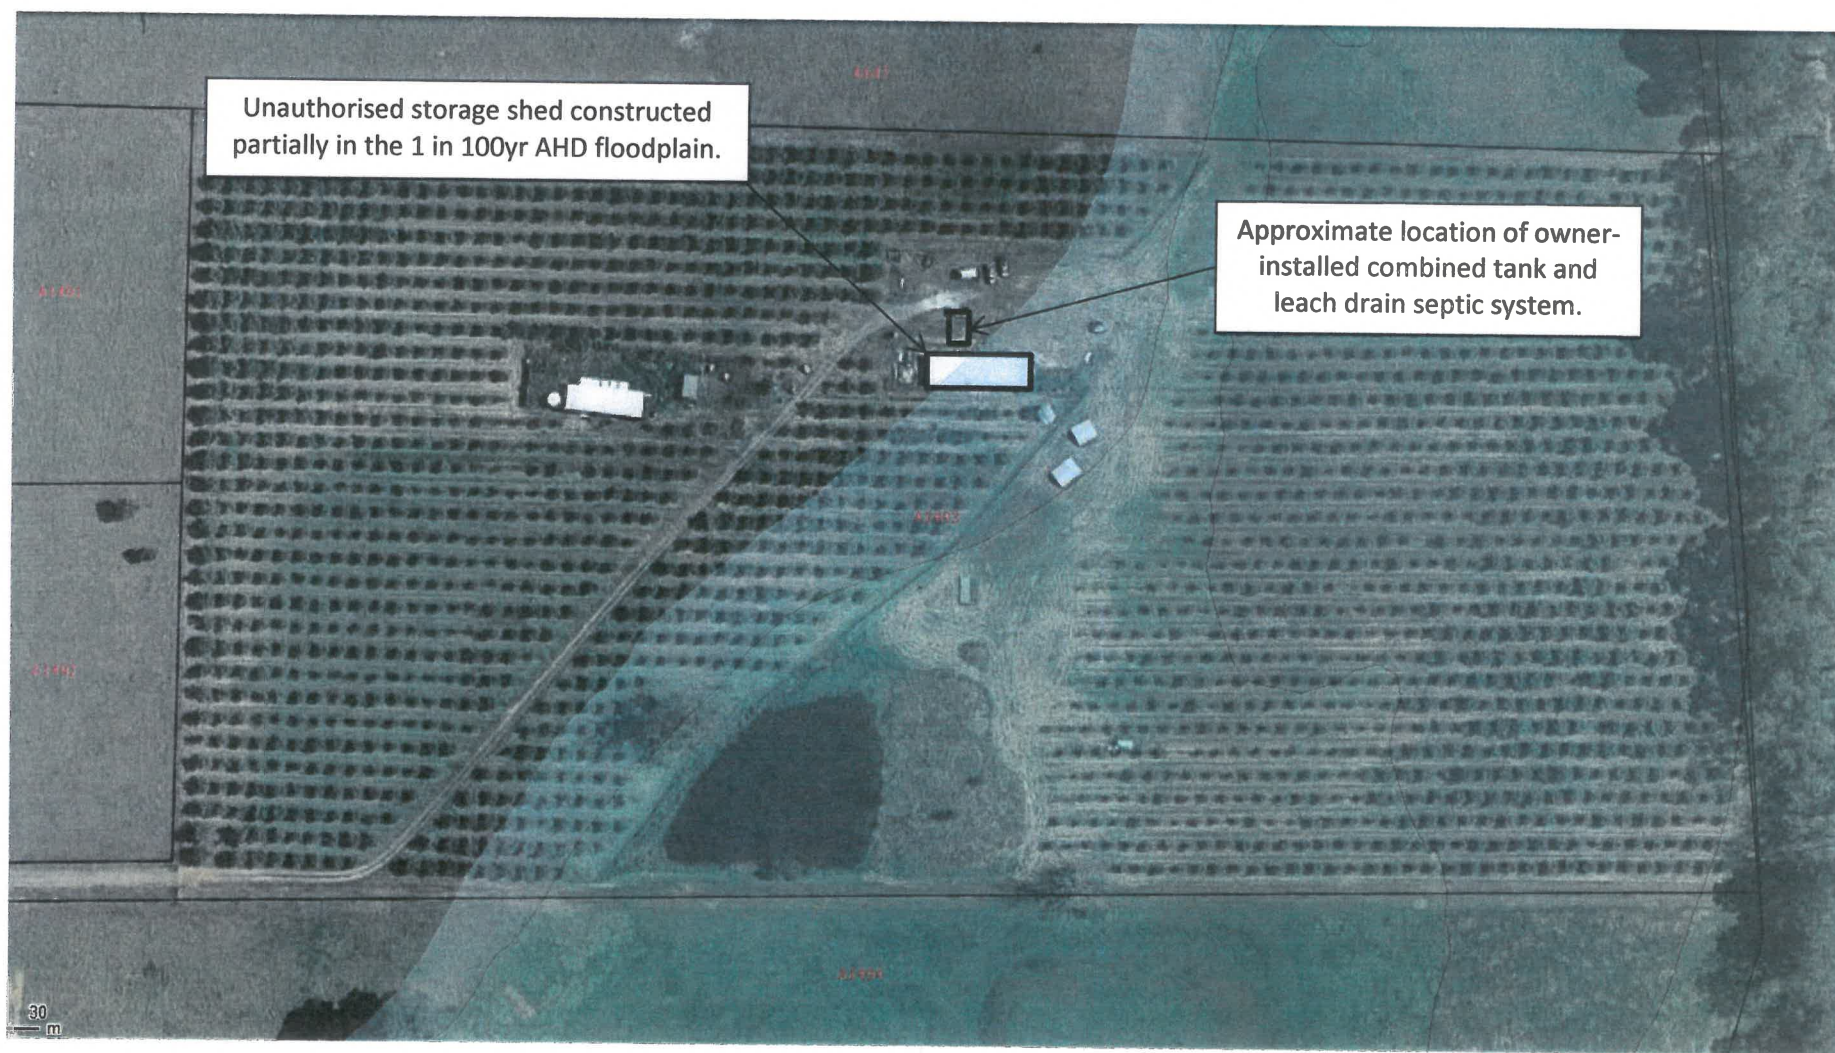 Unauthorised storage shed constructed
partially in the 1 in 100yr AHD floodplain.
Approximate location of owner-
installed combined tank and
leach drain septic system.
30
m